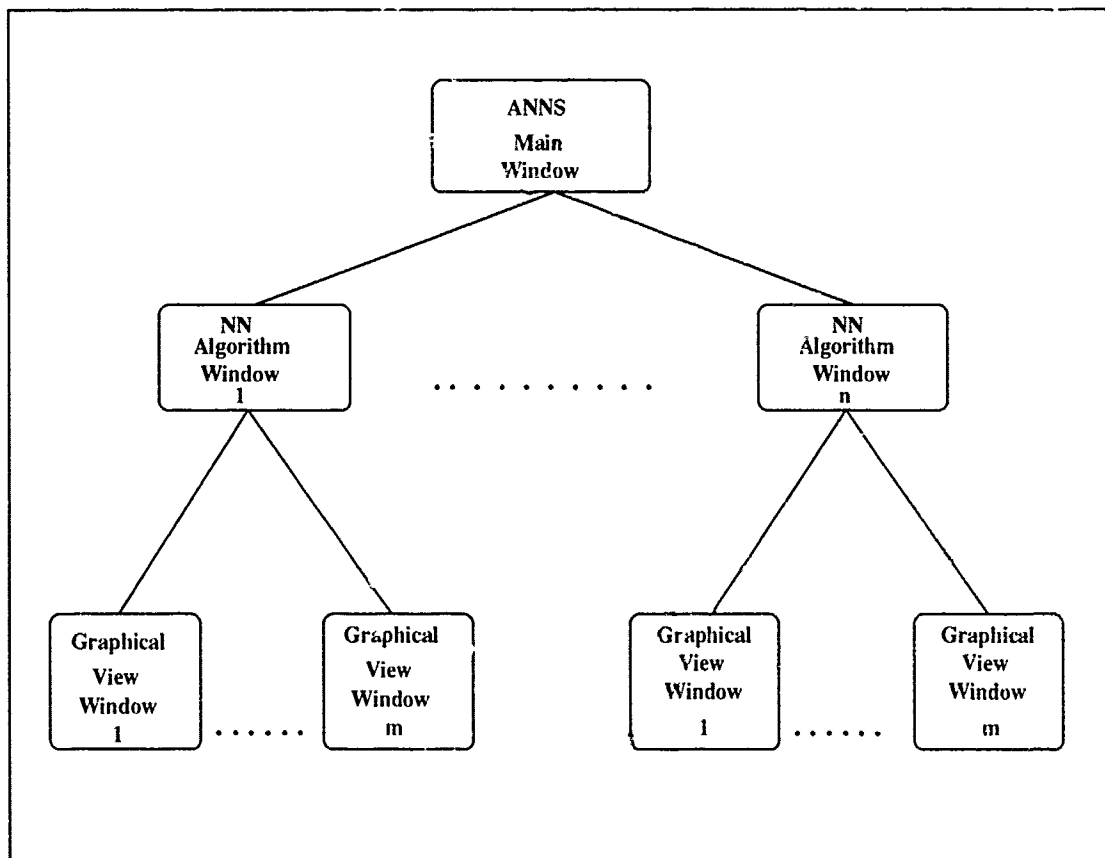 ANNS
Main
Window
NN
Algorithm
Window
1
. . . . . . . . . .
NN
Algorithm
Window
n
Graphical
View
Window
1
. . . . . .
Graphical
View
Window
m
Graphical
View
Window
1
. . . . . .
Graphical
View
Window
m